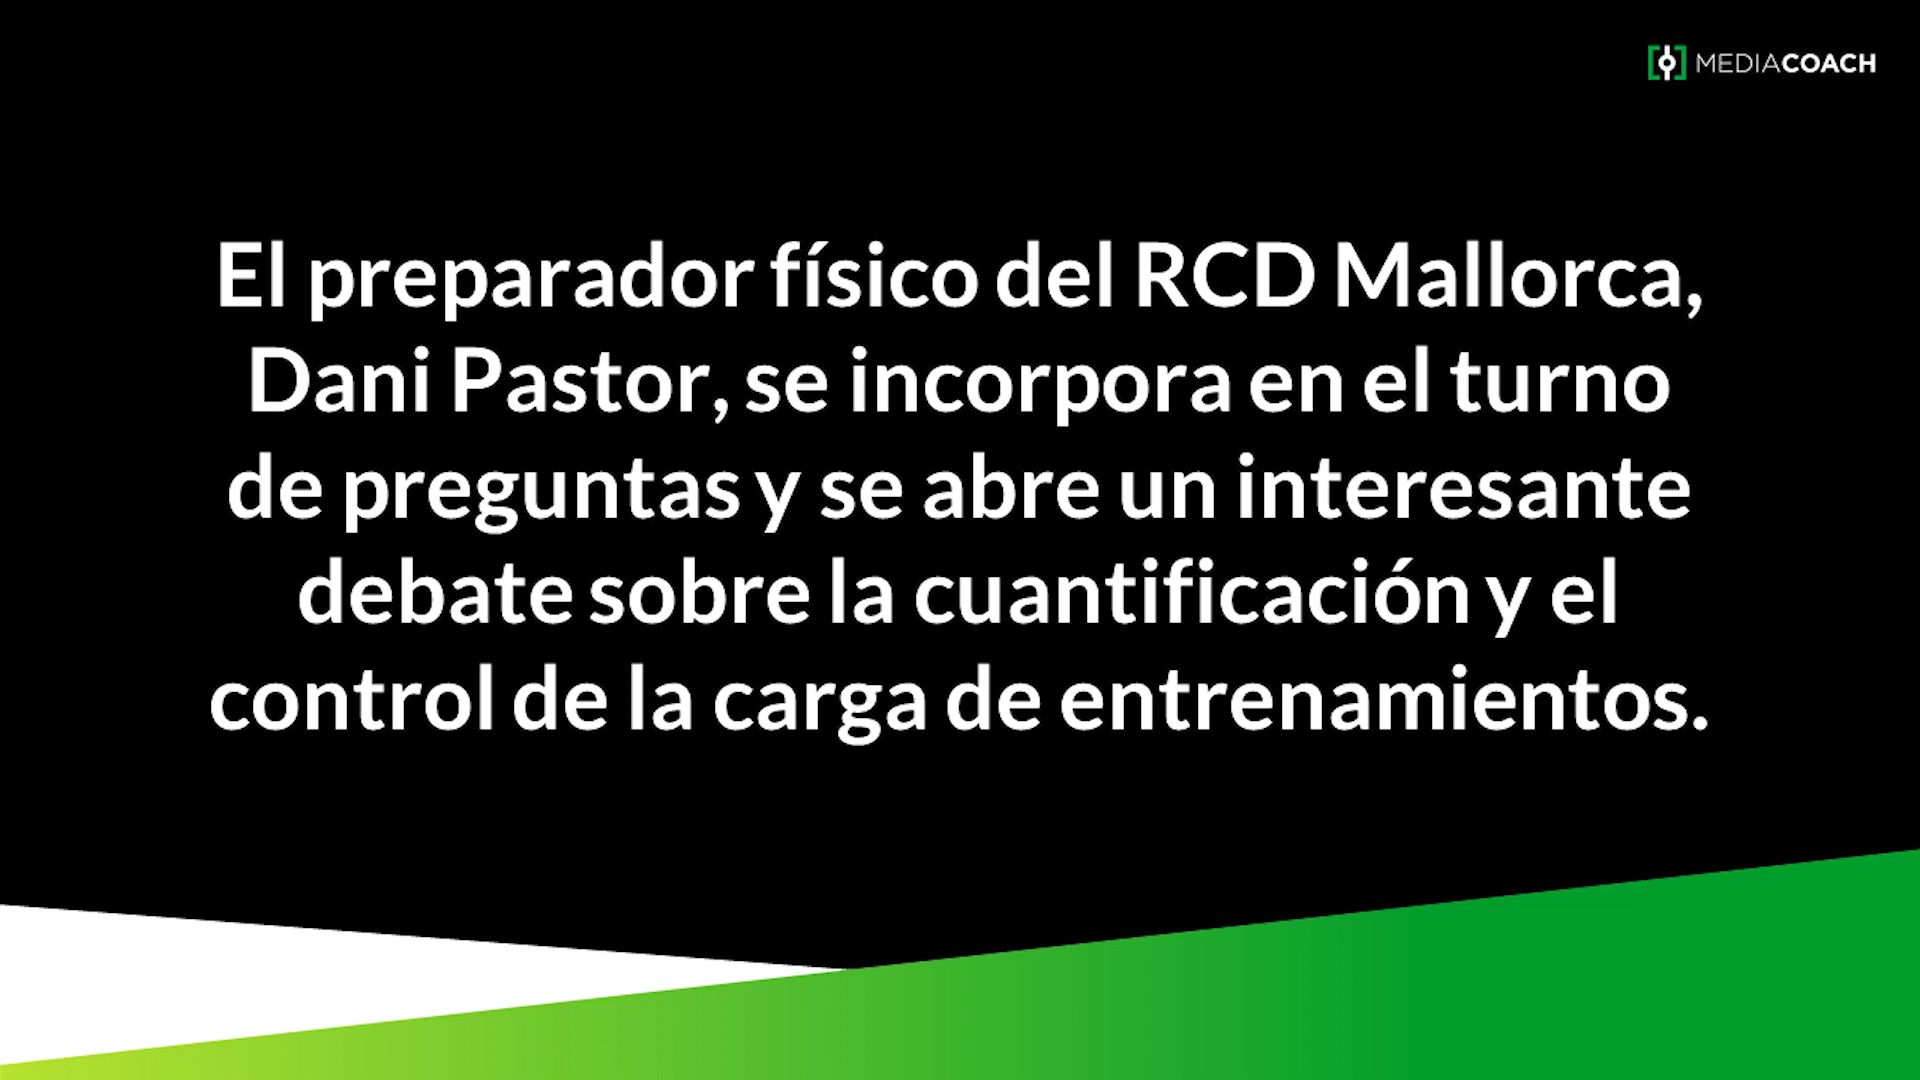 MEDIACOACH
El preparador físico del RCD Mallorca,
Dani Pastor, se incorpora en el turno
de preguntas y se abre un interesante
debate sobre la cuantificación y el
control de la carga de entrenamientos.